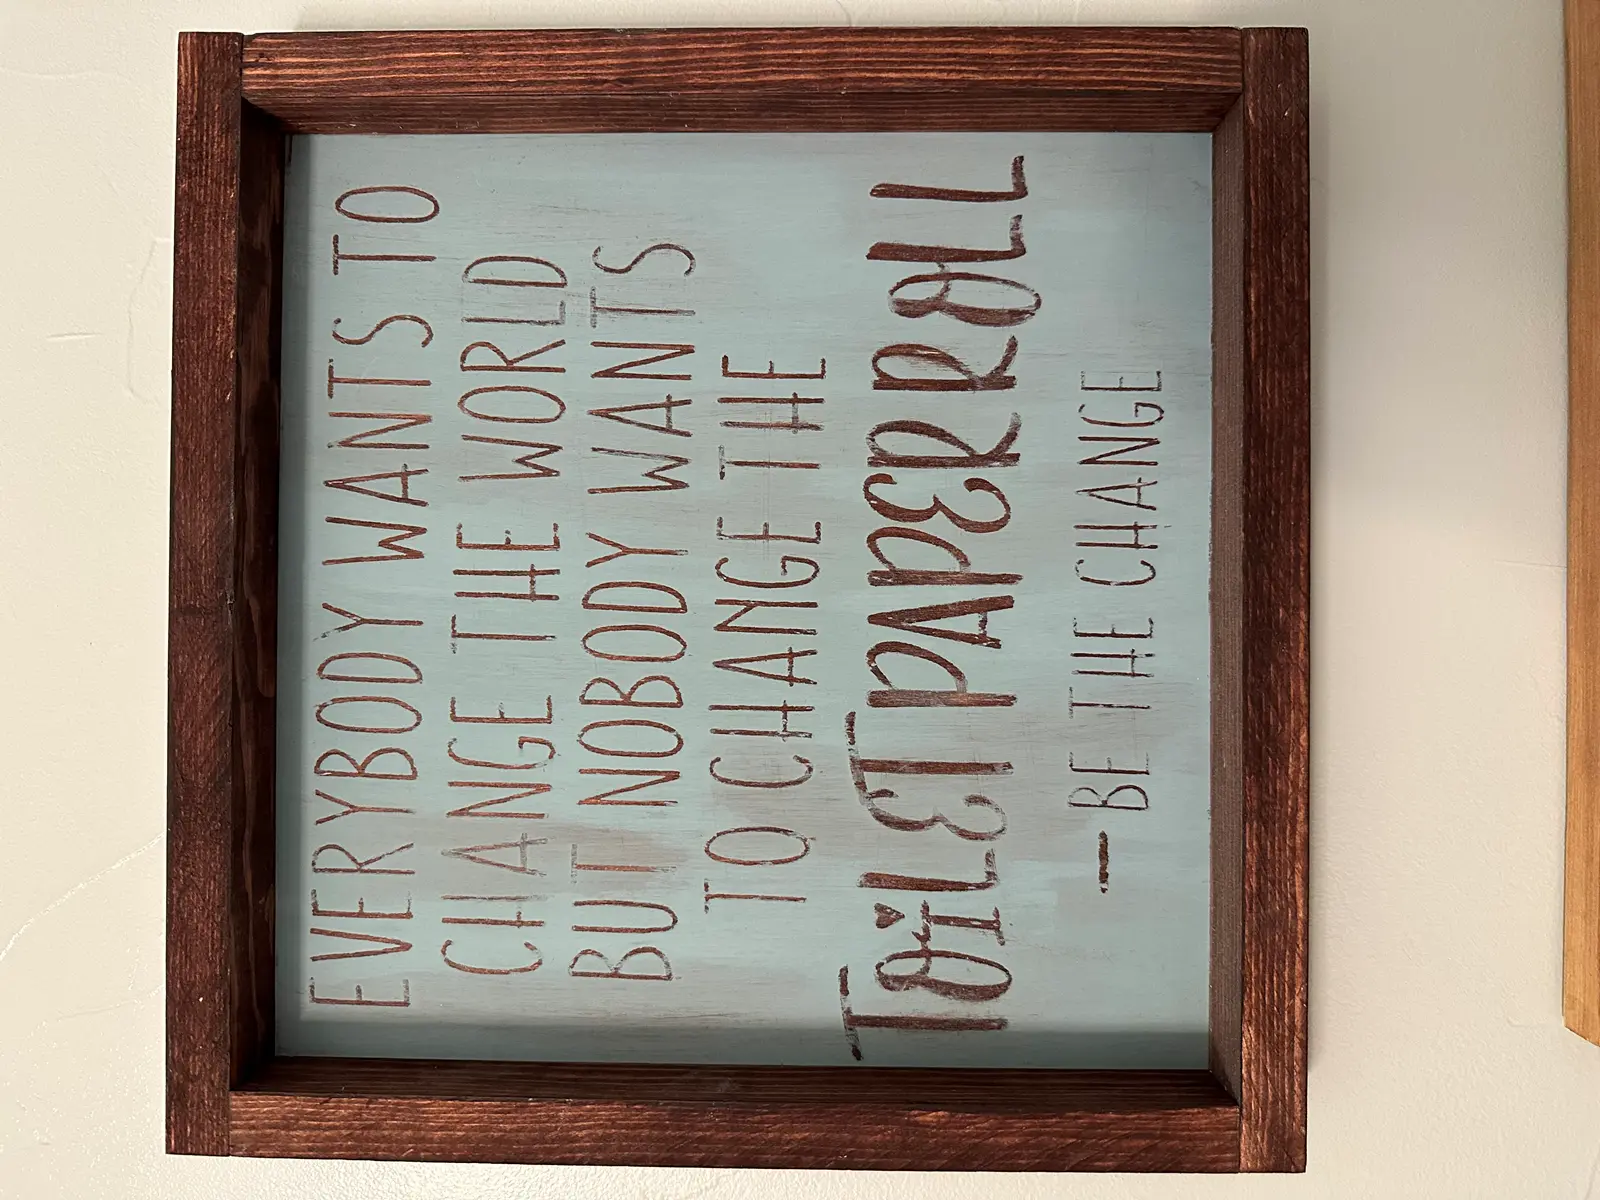 EVERYBODY WANTS TO
CHANGE THE WORLD
BUT NOBODY WANTS
TO CHANGE THE
TOiLET PAPER ROLL
— BE THE CHANGE